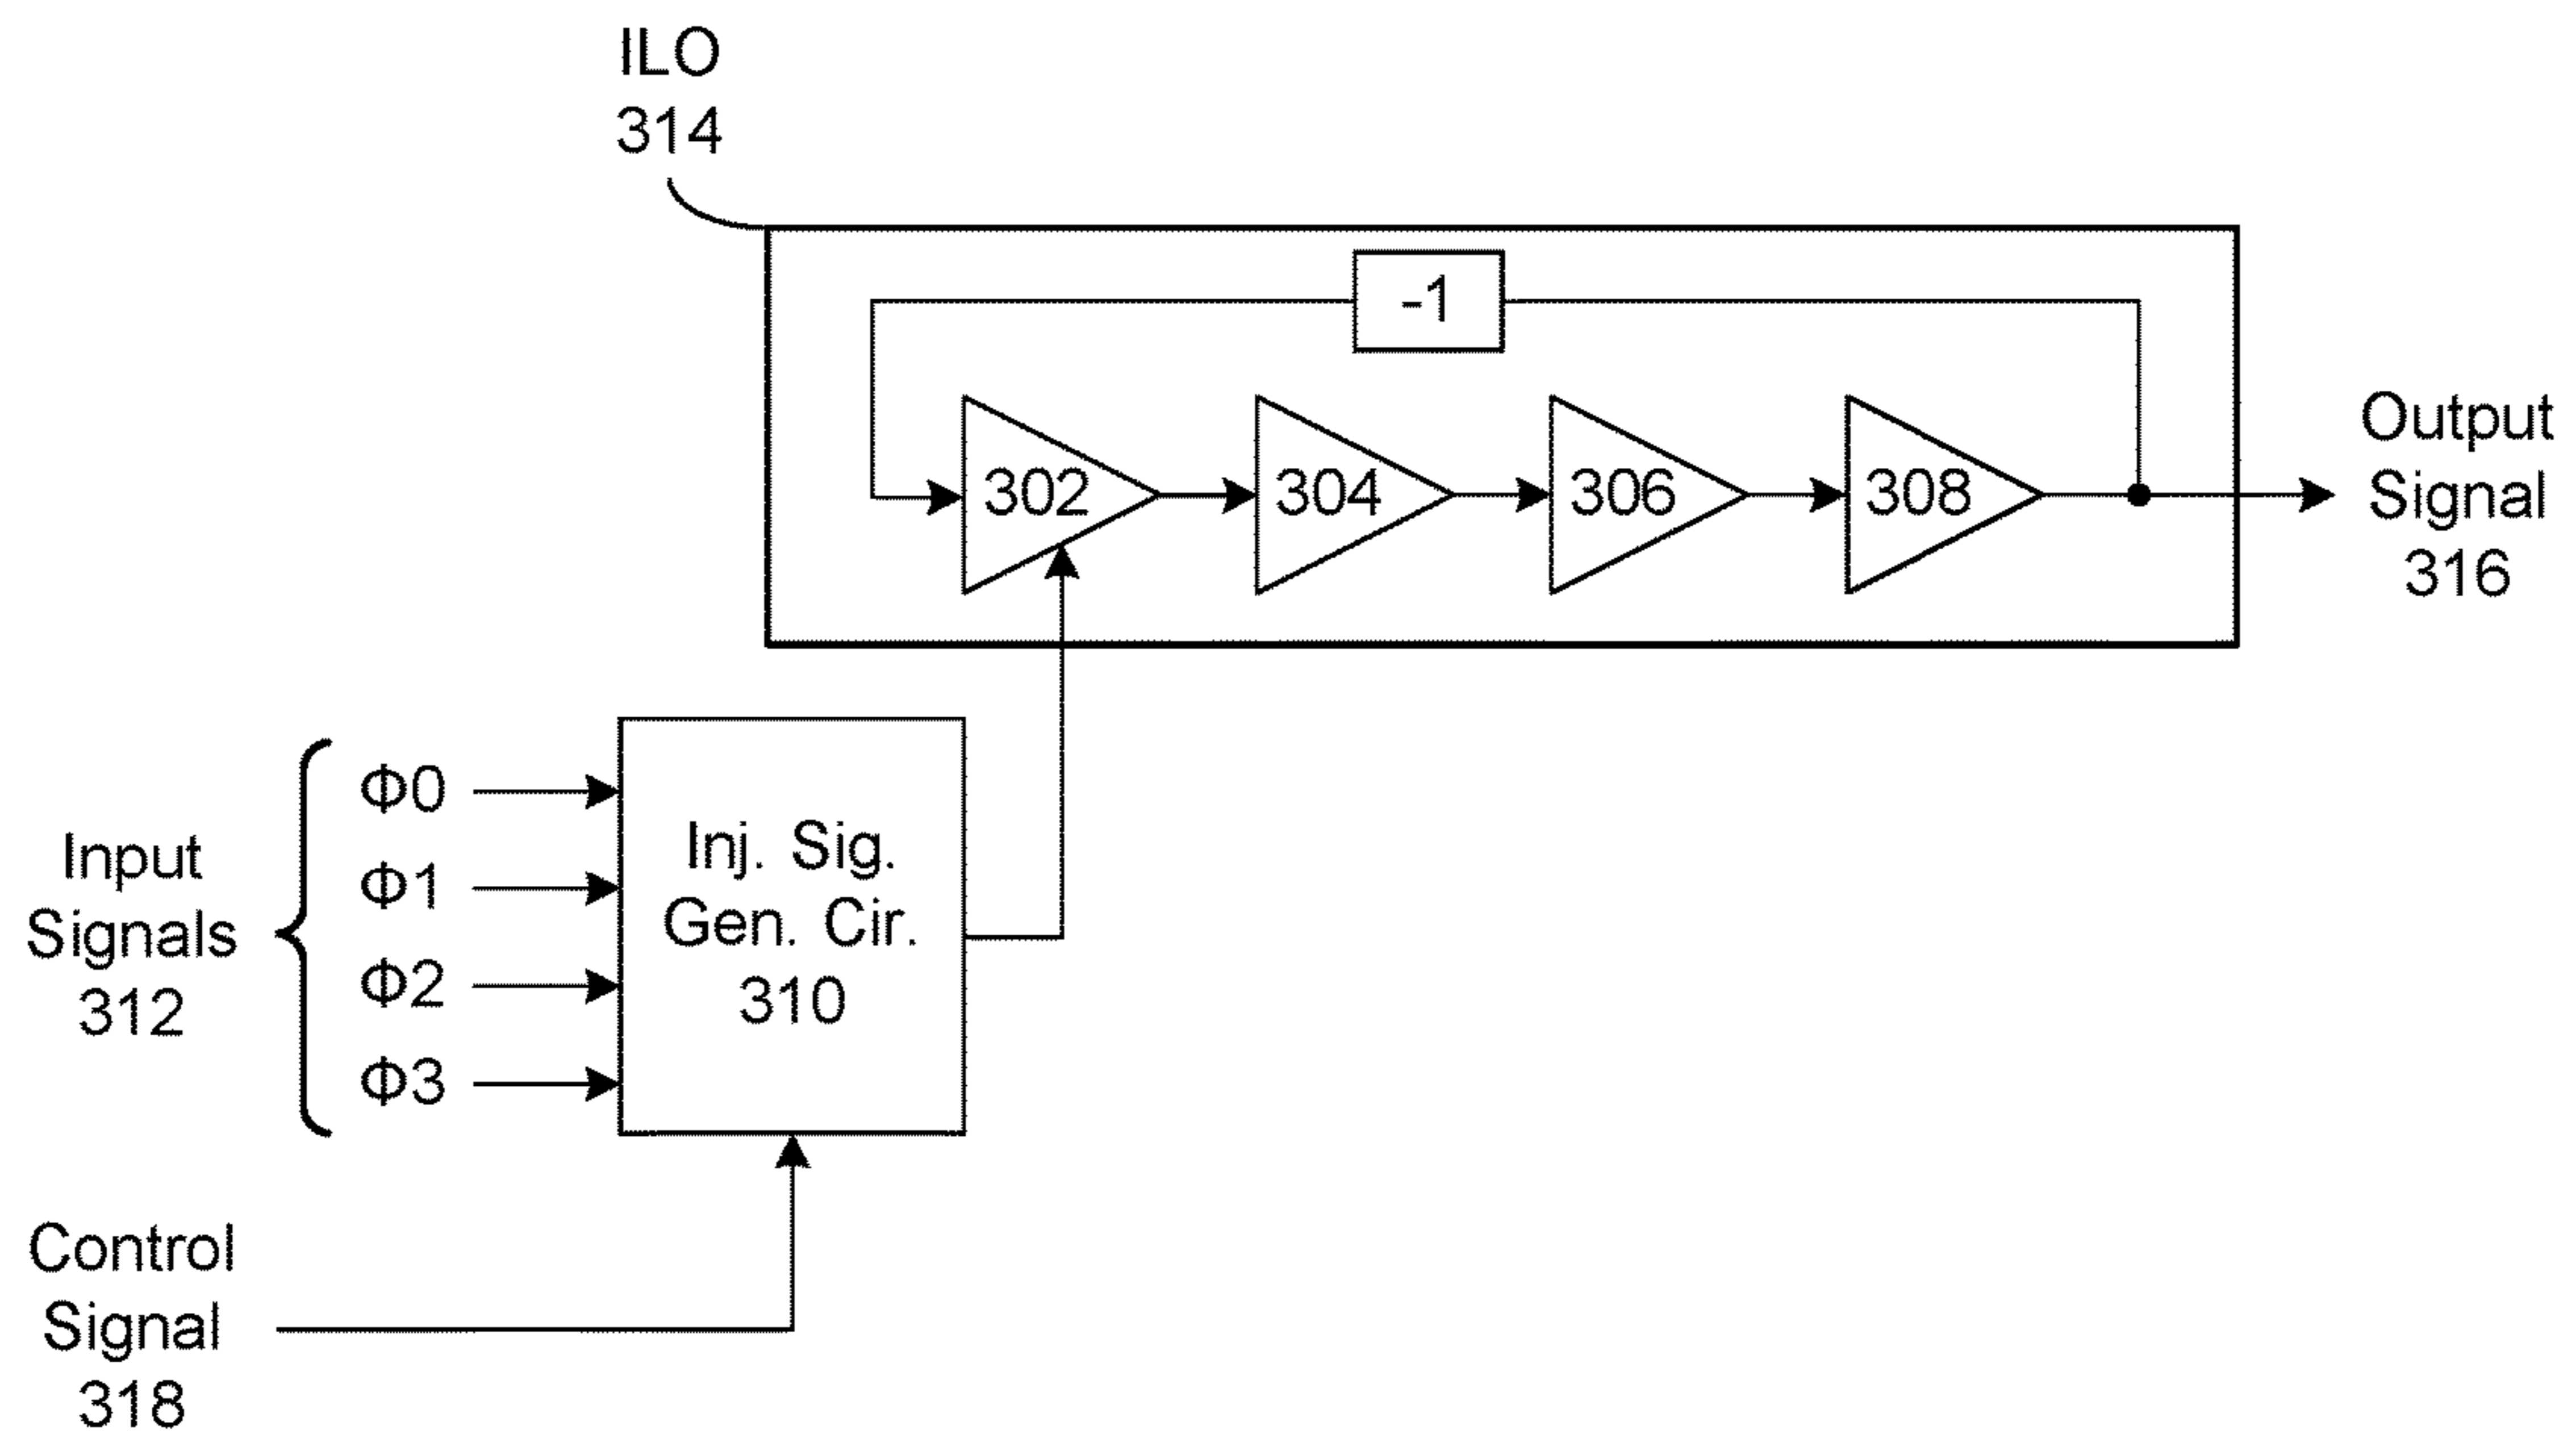 ILO
314
-1
302
304
306
308
Output
Signal
316
Input
Signals
312
Φ0
Φ1
Φ2
Φ3
Inj. Sig.
Gen. Cir.
310
Control
Signal
318